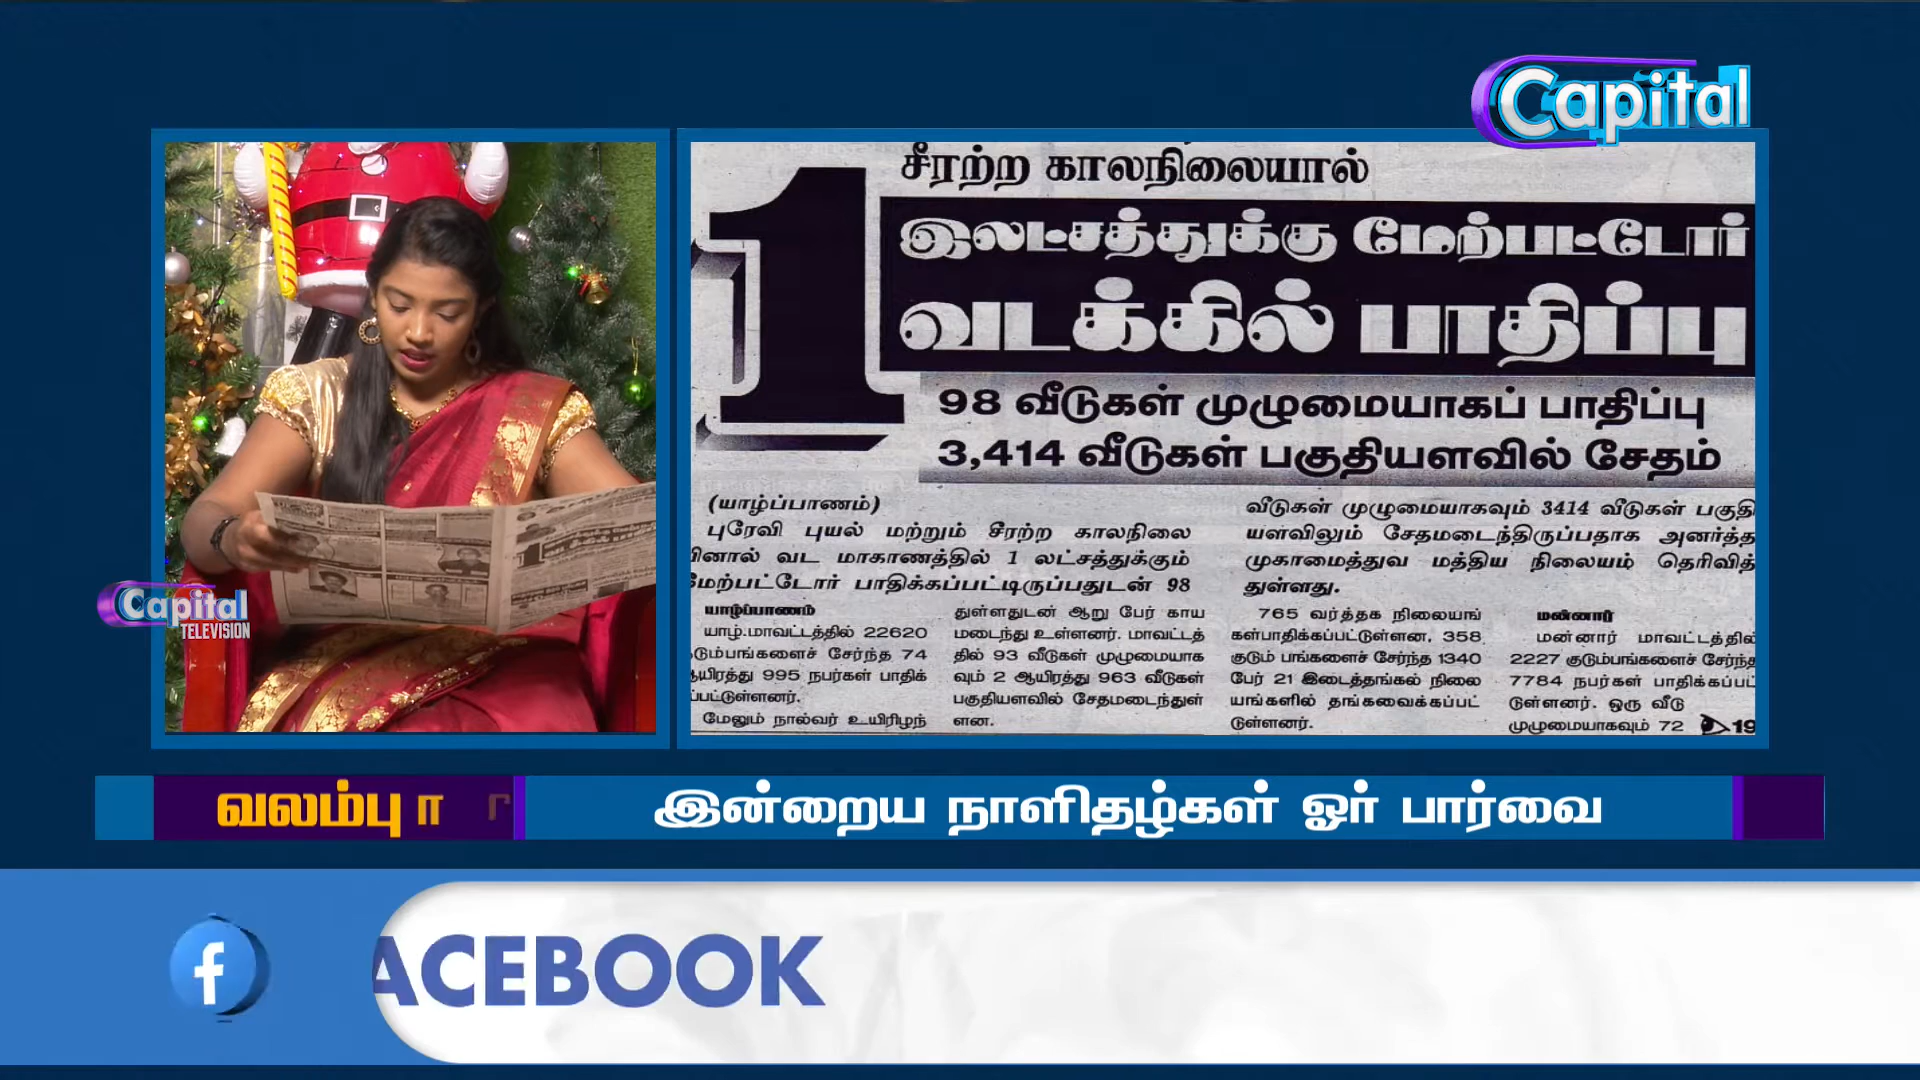 Capital
சீரற்ற காலநிலையால்
1 இலட்சத்துக்கு மேற்பட்டோர்
வடக்கில் பாதிப்பு
98 வீடுகள் முழுமையாகப் பாதிப்பு
3,414 வீடுகள் பகுதியளவில் சேதம்
(யாழ்ப்பாணம்)
புரேவி புயல் மற்றும் சீரற்ற காலநிலை
யினால் வட மாகாணத்தில் 1 லட்சத்துக்கும்
மேற்பட்டோர் பாதிக்கப்பட்டிருப்பதுடன் 98
வீடுகள் முழுமையாகவும் 3414 வீடுகள் பகுதி
யள்விலும் சேதமடைந்திருப்பதாக அனர்த்த
முகாமைத்துவ மத்திய நிலையம் தெரிவித்
துள்ளது.
யாழ்ப்பாணம்
யாழ்.மாவட்டத்தில் 22620
குடும்பங்களைச் சேர்ந்த 74
ஆயிரத்து 995 நபர்கள் பாதிக்
கப்பட்டுள்ளனர்.
மேலும் நால்வர் உயிரிழந்
துள்ளதுடன் ஆறு பேர் காய
மடைந்து உள்ளனர். மாவட்டத்
தில் 93 வீடுகள் முழுமையாக
வும் 2 ஆயிரத்து 963 வீடுகள்
பகுதியளவில் சேதமடைந்துள்
ளன.
765 வர்த்தக நிலையங்
கள்பாதிக்கப்பட்டுள்ளன. 358
குடும் பங்களைச் சேர்ந்த 1340
பேர் 21 இடைத்தங்கல் நிலை
யங்களில் தங்கவைக்கப்பட்
டுள்ளனர்.
மன்னார்
மன்னார் மாவட்டத்தில்
2227 குடும்பங்களைச் சேர்ந்த
7784 நபர்கள் பாதிக்கப்பட்
டுள்ளனர். ஒரு வீடு
முழுமையாகவும் 72 19
Capital
TELEVISION
வலம்பு
இன்றைய நாளிதழ்கள் ஓர் பார்வை
ACEBOOK